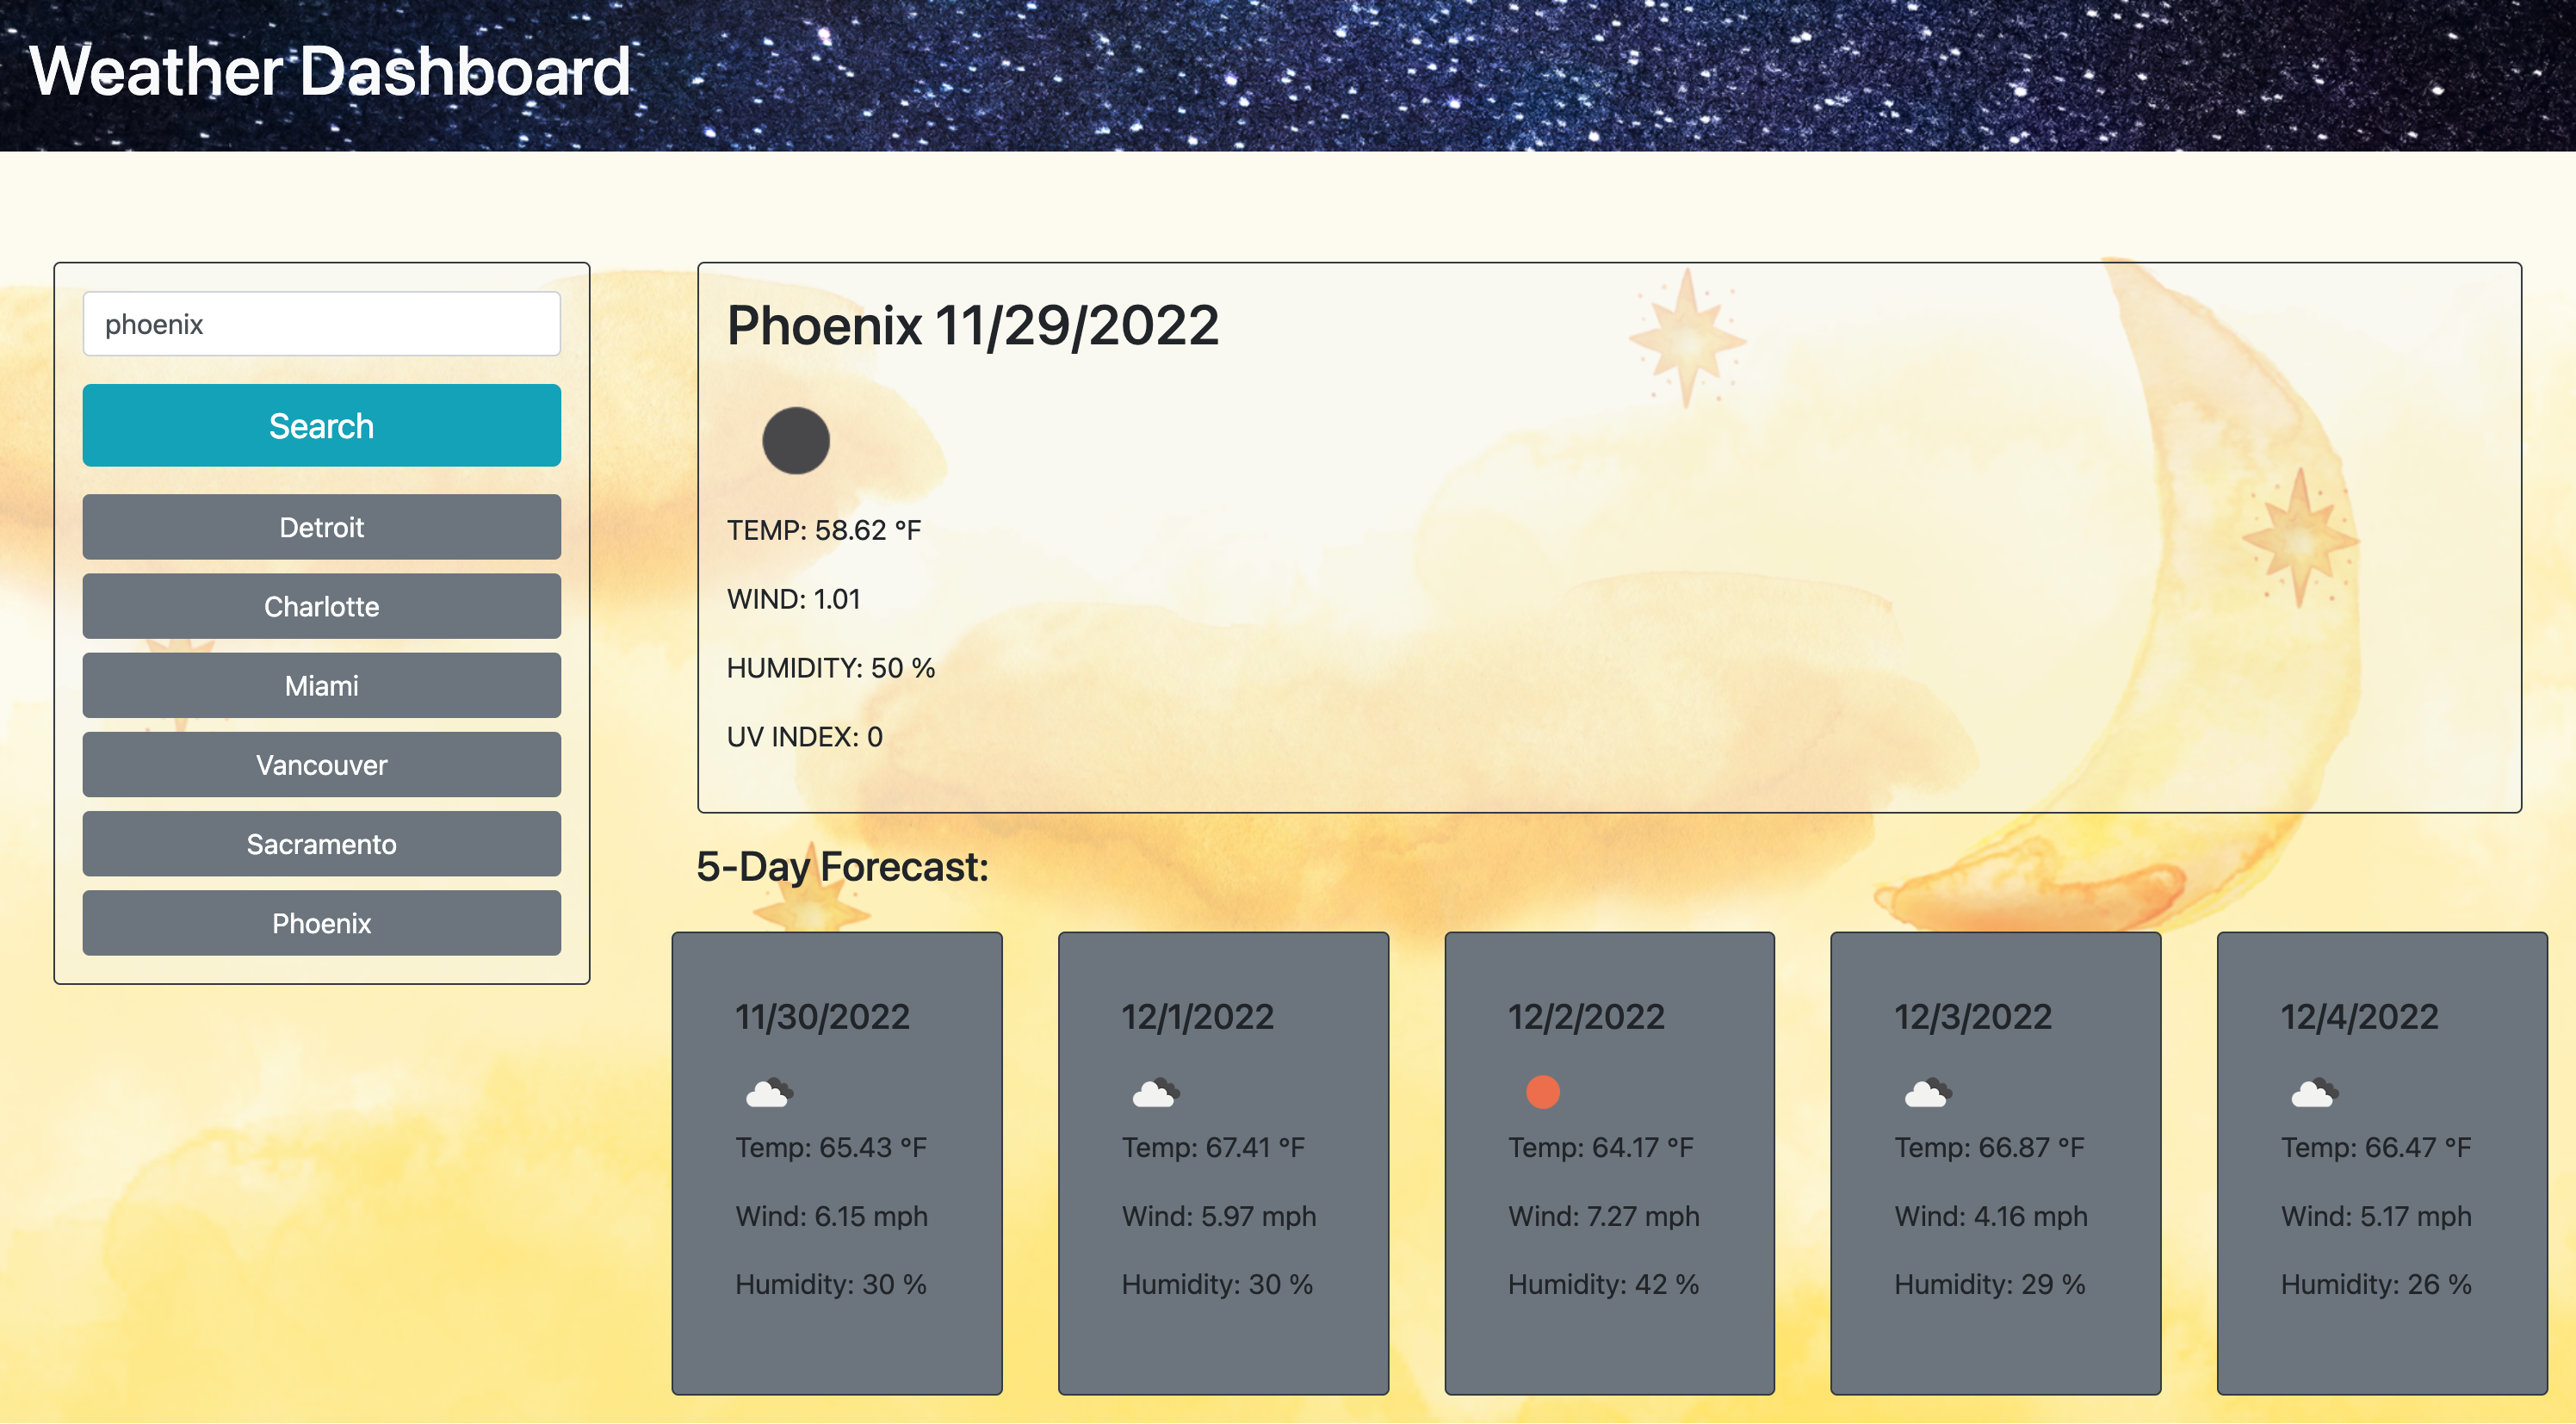 Weather Dashboard
phoenix
Search
Detroit
Charlotte
Miami
Vancouver
Sacramento
Phoenix
Phoenix 11/29/2022
TEMP: 58.62 °F
WIND: 1.01
HUMIDITY: 50 %
UV INDEX: 0
5-Day Forecast:
11/30/2022
Temp: 65.43 °F
Wind: 6.15 mph
Humidity: 30 %
12/1/2022
Temp: 67.41 °F
Wind: 5.97 mph
Humidity: 30 %
12/2/2022
Temp: 64.17 °F
Wind: 7.27 mph
Humidity: 42 %
12/3/2022
Temp: 66.87 °F
Wind: 4.16 mph
Humidity: 29 %
12/4/2022
Temp: 66.47 °F
Wind: 5.17 mph
Humidity: 26 %